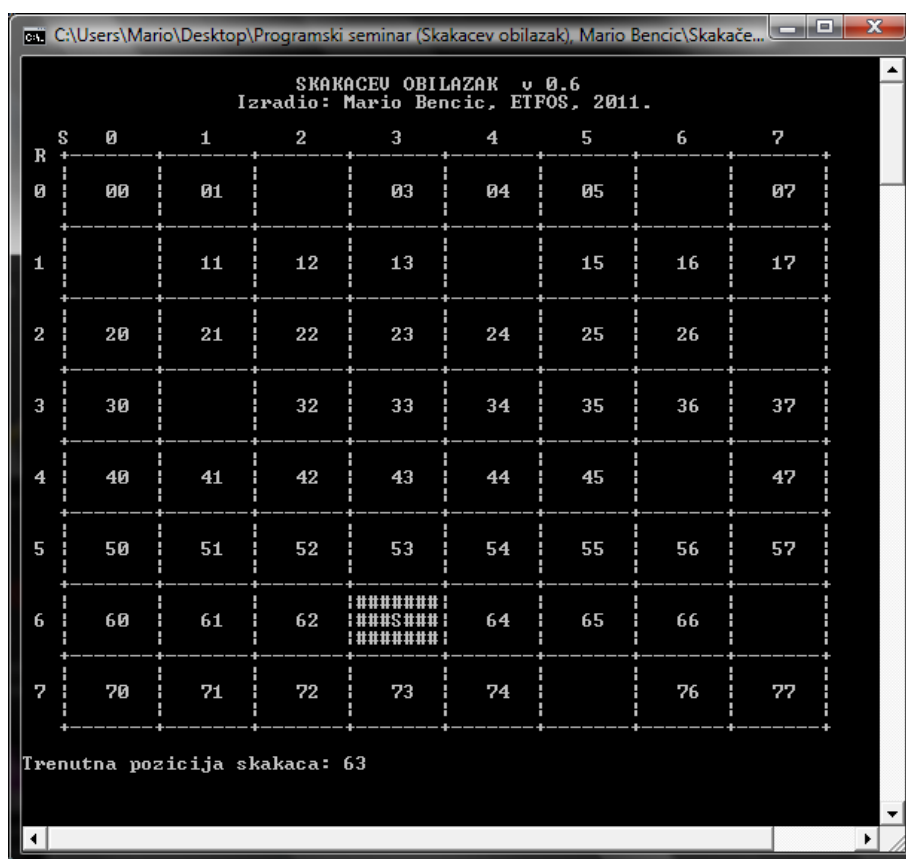 C:\Users\Mario\Desktop\Programski seminar (Skakacev obilazak), Mario Bencic\Skakače...
SKAKACEV OBILAZAK v 0.6
Izradio: Mario Bencic, ETFOS, 2011.
S 0 1 2 3 4 5 6 7
R
0 00 01 03 04 05 07
1 11 12 13 15 16 17
2 20 21 22 23 24 25 26
3 30 32 33 34 35 36 37
4 40 41 42 43 44 45 47
5 50 51 52 53 54 55 56 57
#######
6 60 61 62 ###S### 64 65 66
#######
7 70 71 72 73 74 76 77
Trenutna pozicija skakaca: 63